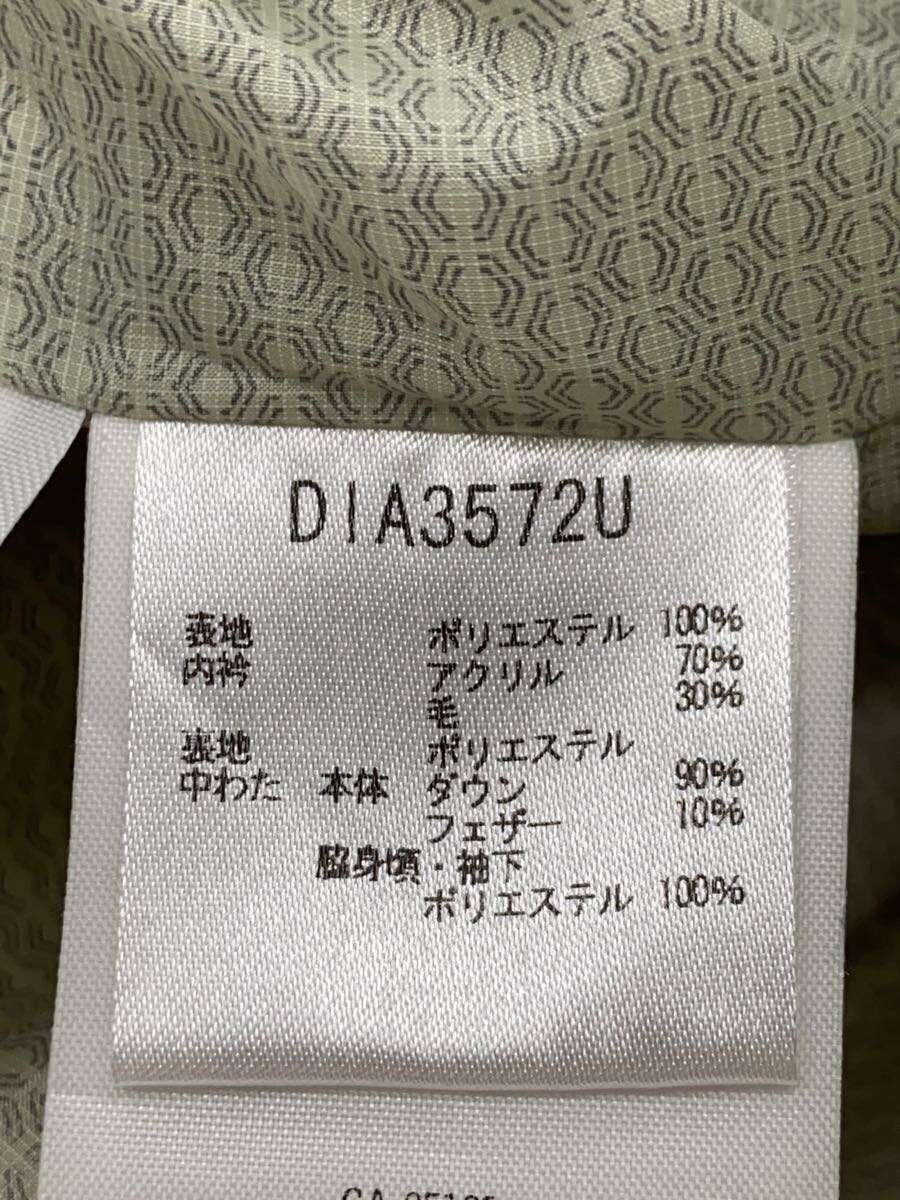 DIA3572U
表地 ポリエステル 100%
内衿 アクリル 70%
毛 30%
裏地 ポリエステル
中わた 本体 ダウン 90%
フェザー 10%
脇身頃・袖下
ポリエステル 100%